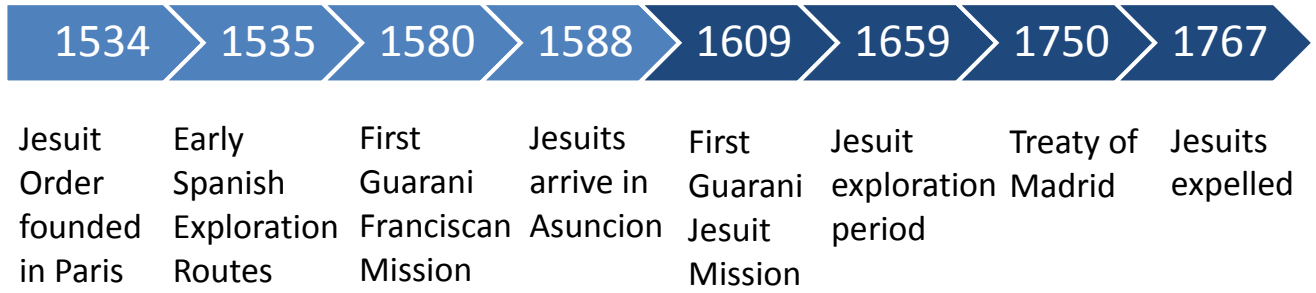 1534 1535 1580 1588 1609 1659 1750 1767
Jesuit
Order
founded
in Paris
Early
Spanish
Exploration
Routes
First
Guarani
Franciscan
Mission
Jesuits
arrive in
Asuncion
First
Guarani
Jesuit
Mission
Jesuit
exploration
period
Treaty of
Madrid
Jesuits
expelled